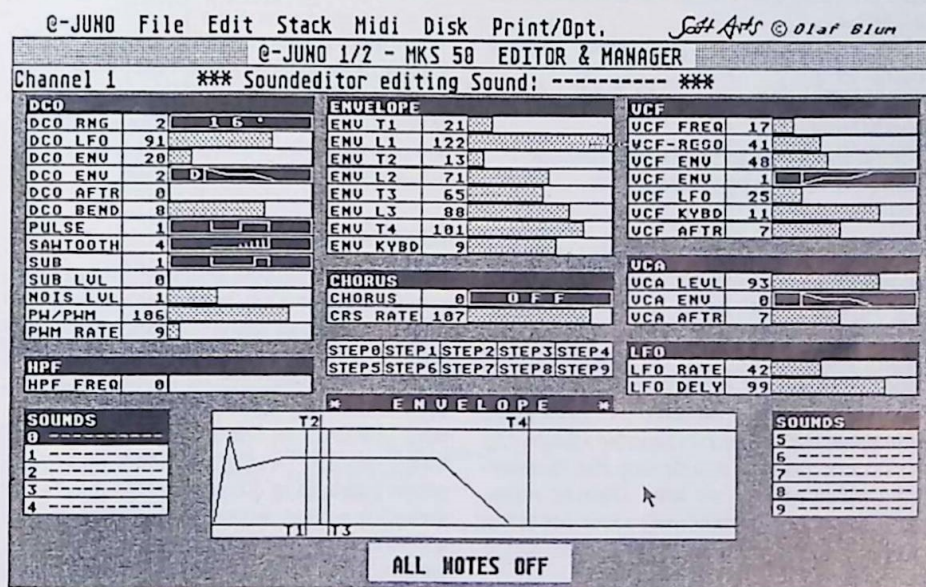 @-JUNO File Edit Stack Midi Disk Print/Opt. Soft Arts © Olaf Blum
@-JUNO 1/2 - MKS 50 EDITOR & MANAGER
Channel 1 *** Soundeditor editing Sound: ---------- ***
DCO
DCO RNG 2 16'
DCO LFO 91
DCO ENV 20
DCO ENV 2 D
DCO AFTR 0
DCO BEND 8
PULSE 1
SAWTOOTH 4
SUB 1
SUB LVL 0
NOIS LVL 1
PW/PWM 106
PWM RATE 9
HPF
HPF FREQ 0
ENVELOPE
ENV T1 21
ENV L1 122
ENV T2 13
ENV L2 71
ENV T3 65
ENV L3 88
ENV T4 101
ENV KYBD 9
CHORUS
CHORUS 0 OFF
CRS RATE 107
STEP0 STEP1 STEP2 STEP3 STEP4
STEP5 STEP6 STEP7 STEP8 STEP9
VCF
VCF FREQ 17
VCF-RESO 41
VCF ENV 48
VCF ENV 1
VCF LFO 25
VCF KYBD 11
VCF AFTR 7
VCA
VCA LEVL 93
VCA ENV 0
VCA AFTR 7
LFO
LFO RATE 42
LFO DELY 99
SOUNDS
0 ----------
1 ----------
2 ----------
3 ----------
4 ----------
* ENVELOPE *
T2 T4
T1 T3
SOUNDS
5 ----------
6 ----------
7 ----------
8 ----------
9 ----------
ALL NOTES OFF